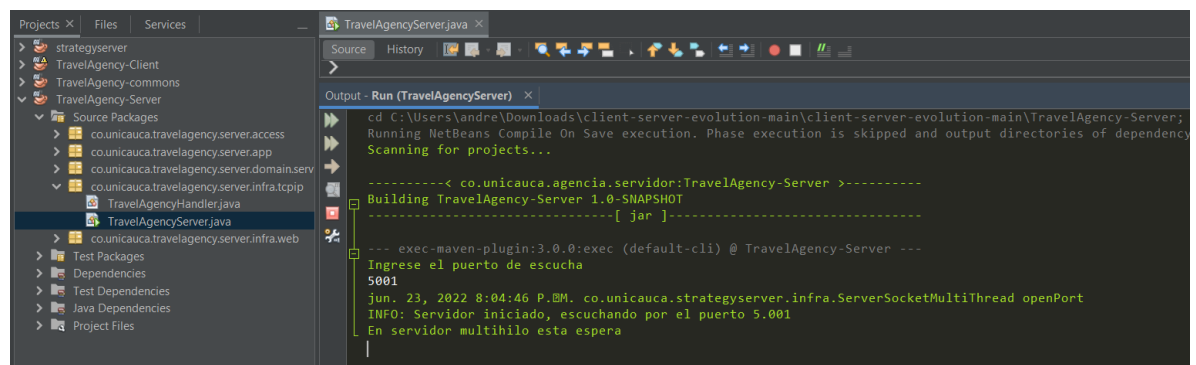 Projects × Files Services
strategyserver
TravelAgency-Client
TravelAgency-commons
TravelAgency-Server
Source Packages
co.unicauca.travelagency.server.access
co.unicauca.travelagency.server.app
co.unicauca.travelagency.server.domain.serv
co.unicauca.travelagency.server.infra.tcpip
TravelAgencyHandler.java
TravelAgencyServer.java
co.unicauca.travelagency.server.infra.web
Test Packages
Dependencies
Test Dependencies
Java Dependencies
Project Files
TravelAgencyServer.java ×
Source History
Output - Run (TravelAgencyServer) ×
cd C:\Users\andre\Downloads\client-server-evolution-main\client-server-evolution-main\TravelAgency-Server;
Running NetBeans Compile On Save execution. Phase execution is skipped and output directories of dependency
Scanning for projects...
----------< co.unicauca.agencia.servidor:TravelAgency-Server >----------
Building TravelAgency-Server 1.0-SNAPSHOT
--------------------------------[ jar ]---------------------------------
--- exec-maven-plugin:3.0.0:exec (default-cli) @ TravelAgency-Server ---
Ingrese el puerto de escucha
5001
jun. 23, 2022 8:04:46 P.M. co.unicauca.strategyserver.infra.ServerSocketMultiThread openPort
INFO: Servidor iniciado, escuchando por el puerto 5.001
En servidor multihilo esta espera